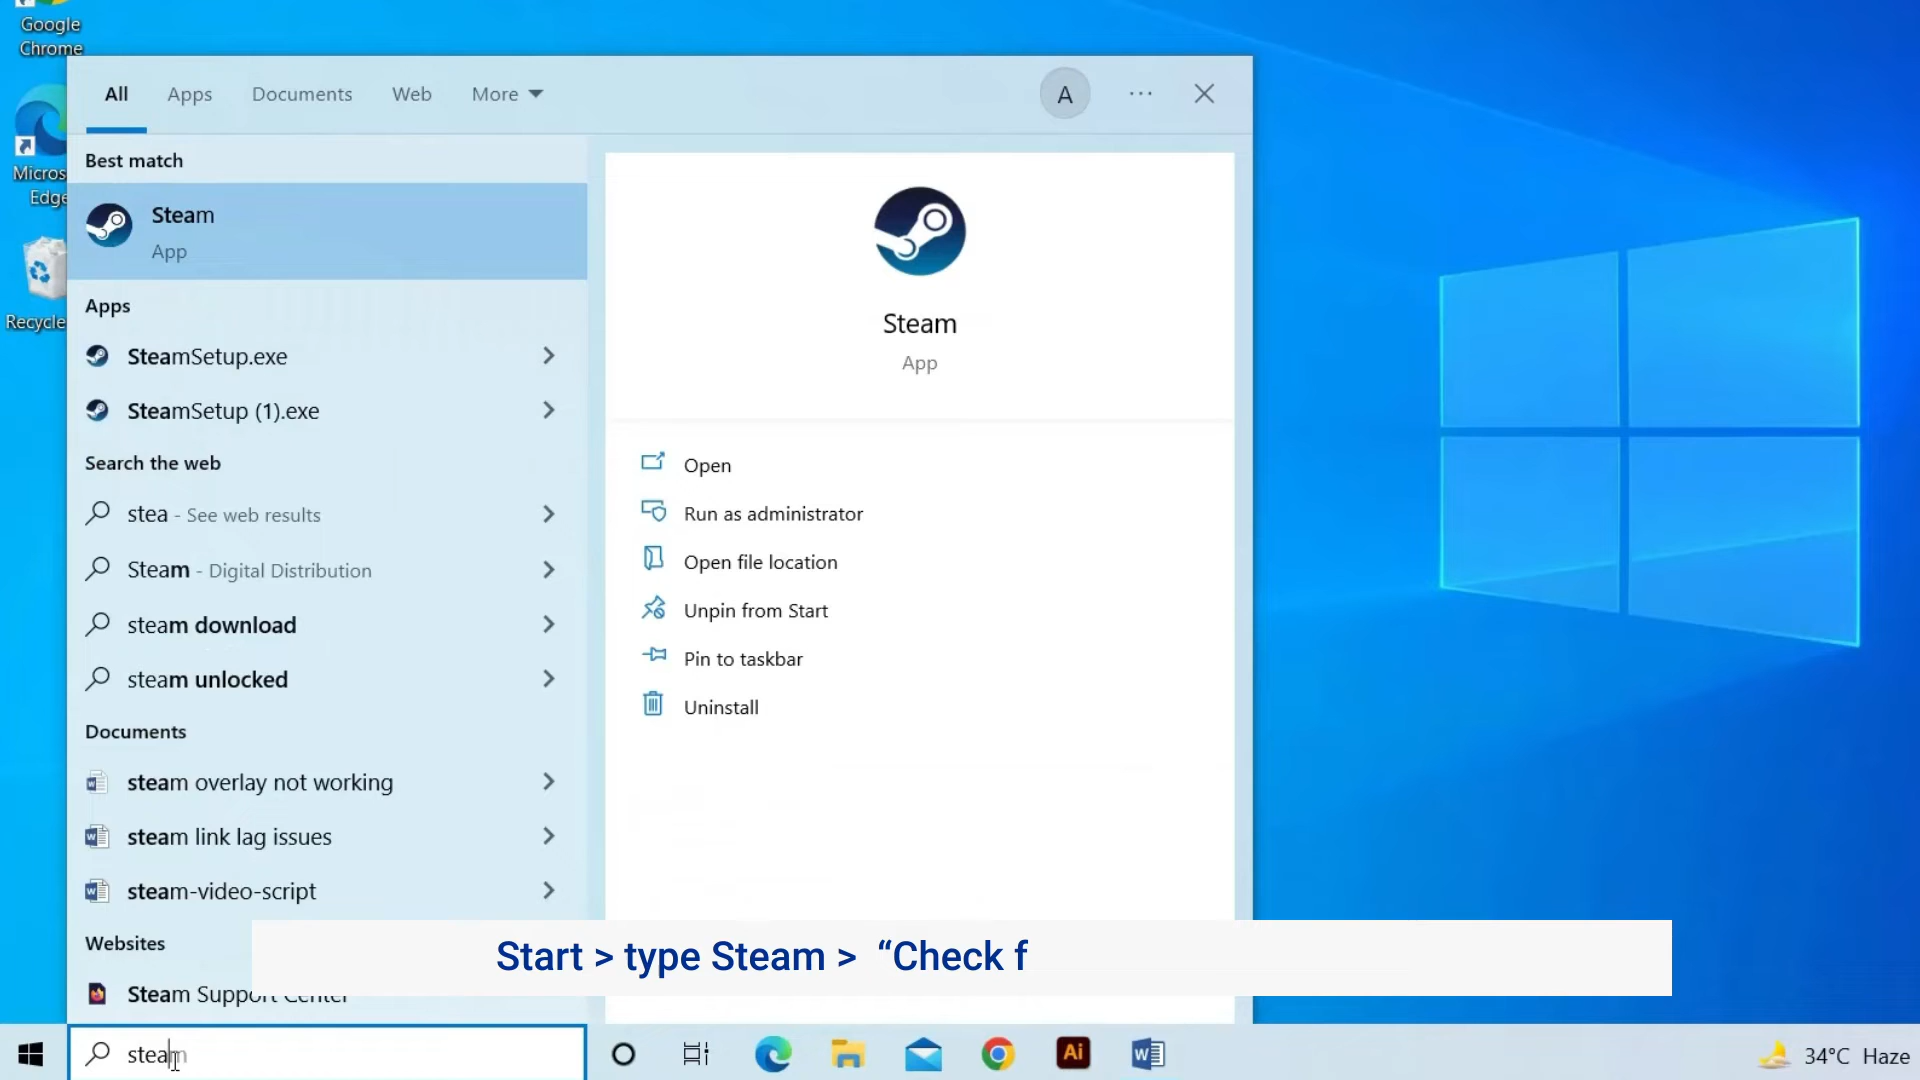 Google
Chrome
Micros
Edge
Recycle
All
Apps
Documents
Web
More
A
Best match
Steam
App
Apps
SteamSetup.exe
SteamSetup (1).exe
Search the web
stea - See web results
Steam - Digital Distribution
steam download
steam unlocked
Documents
steam overlay not working
steam link lag issues
steam-video-script
Websites
Steam Support Center
Steam
App
Open
Run as administrator
Open file location
Unpin from Start
Pin to taskbar
Uninstall
Start > type Steam > “Check f
steam
Ai
W
34°C Haze